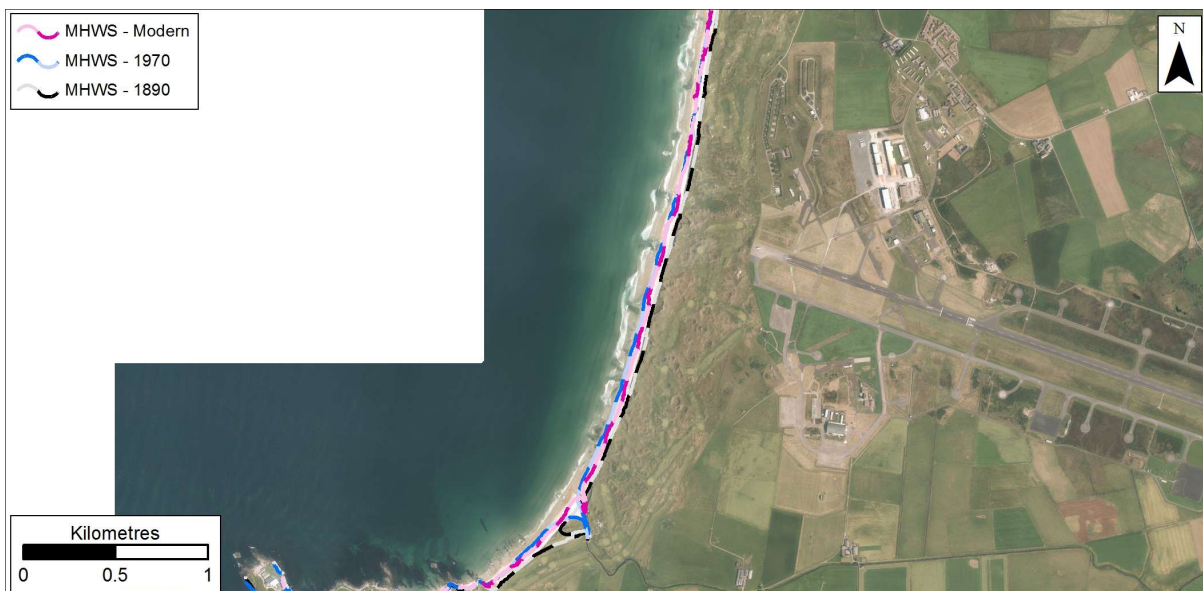 MHWS - Modern
MHWS - 1970
MHWS - 1890
N
Kilometres
0 0.5 1